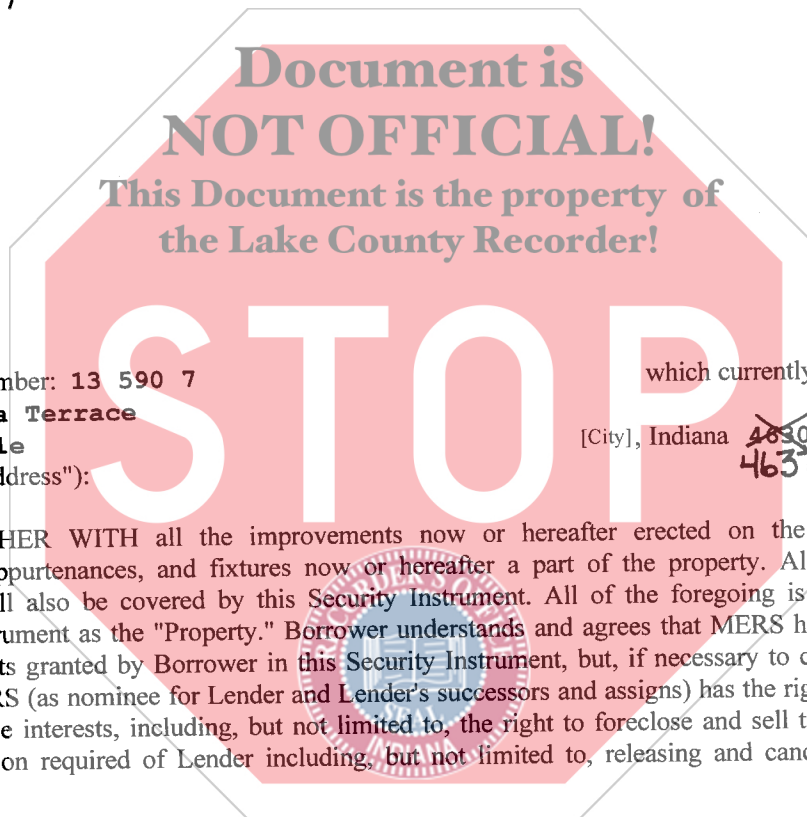 Document is
NOT OFFICIAL!
This Document is the property of
the Lake County Recorder!
STOP
mber: 13 590 7
which currently
a Terrace
le
[City], Indiana 4630
463
ddress"):
HER WITH all the improvements now or hereafter erected on the
ppurtenances, and fixtures now or hereafter a part of the property. Al
ll also be covered by this Security Instrument. All of the foregoing is
rument as the "Property." Borrower understands and agrees that MERS h
ts granted by Borrower in this Security Instrument, but, if necessary to c
RS (as nominee for Lender and Lender's successors and assigns) has the rig
e interests, including, but not limited to, the right to foreclose and sell t
on required of Lender including, but not limited to, releasing and canc
RECORDER'S OFFICE
SEAL
INDIANA